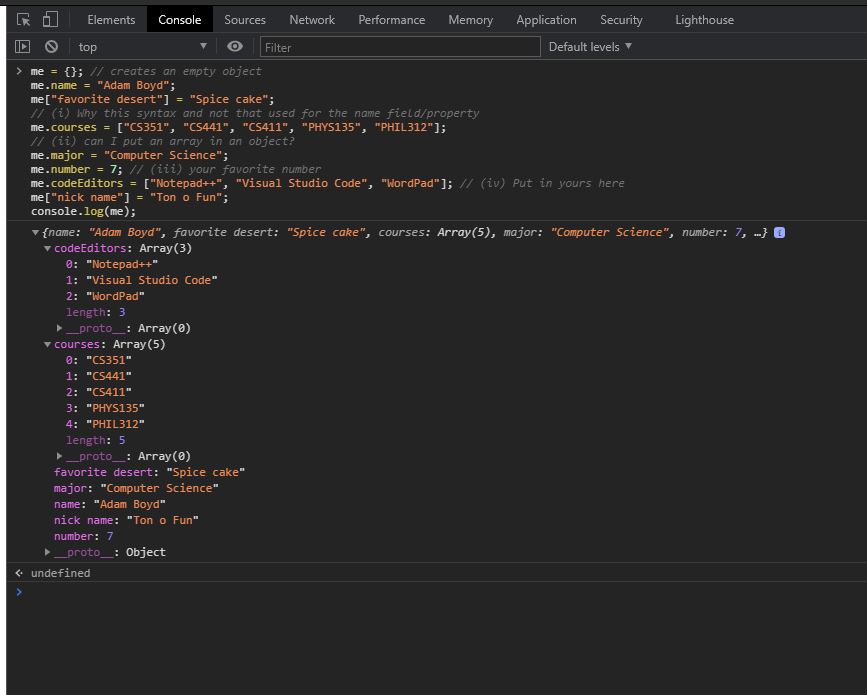 Elements Console Sources Network Performance Memory Application Security Lighthouse
top ▼ Filter Default levels ▼
> me = {}; // creates an empty object
me.name = "Adam Boyd";
me["favorite desert"] = "Spice cake";
// (i) Why this syntax and not that used for the name field/property
me.courses = ["CS351", "CS441", "CS411", "PHYS135", "PHIL312"];
// (ii) can I put an array in an object?
me.major = "Computer Science";
me.number = 7; // (iii) your favorite number
me.codeEditors = ["Notepad++", "Visual Studio Code", "WordPad"]; // (iv) Put in yours here
me["nick name"] = "Ton o Fun";
console.log(me);
▼{name: "Adam Boyd", favorite desert: "Spice cake", courses: Array(5), major: "Computer Science", number: 7, …} i
▼codeEditors: Array(3)
0: "Notepad++"
1: "Visual Studio Code"
2: "WordPad"
length: 3
▶__proto__: Array(0)
▼courses: Array(5)
0: "CS351"
1: "CS441"
2: "CS411"
3: "PHYS135"
4: "PHIL312"
length: 5
▶__proto__: Array(0)
favorite desert: "Spice cake"
major: "Computer Science"
name: "Adam Boyd"
nick name: "Ton o Fun"
number: 7
▶__proto__: Object
undefined
>